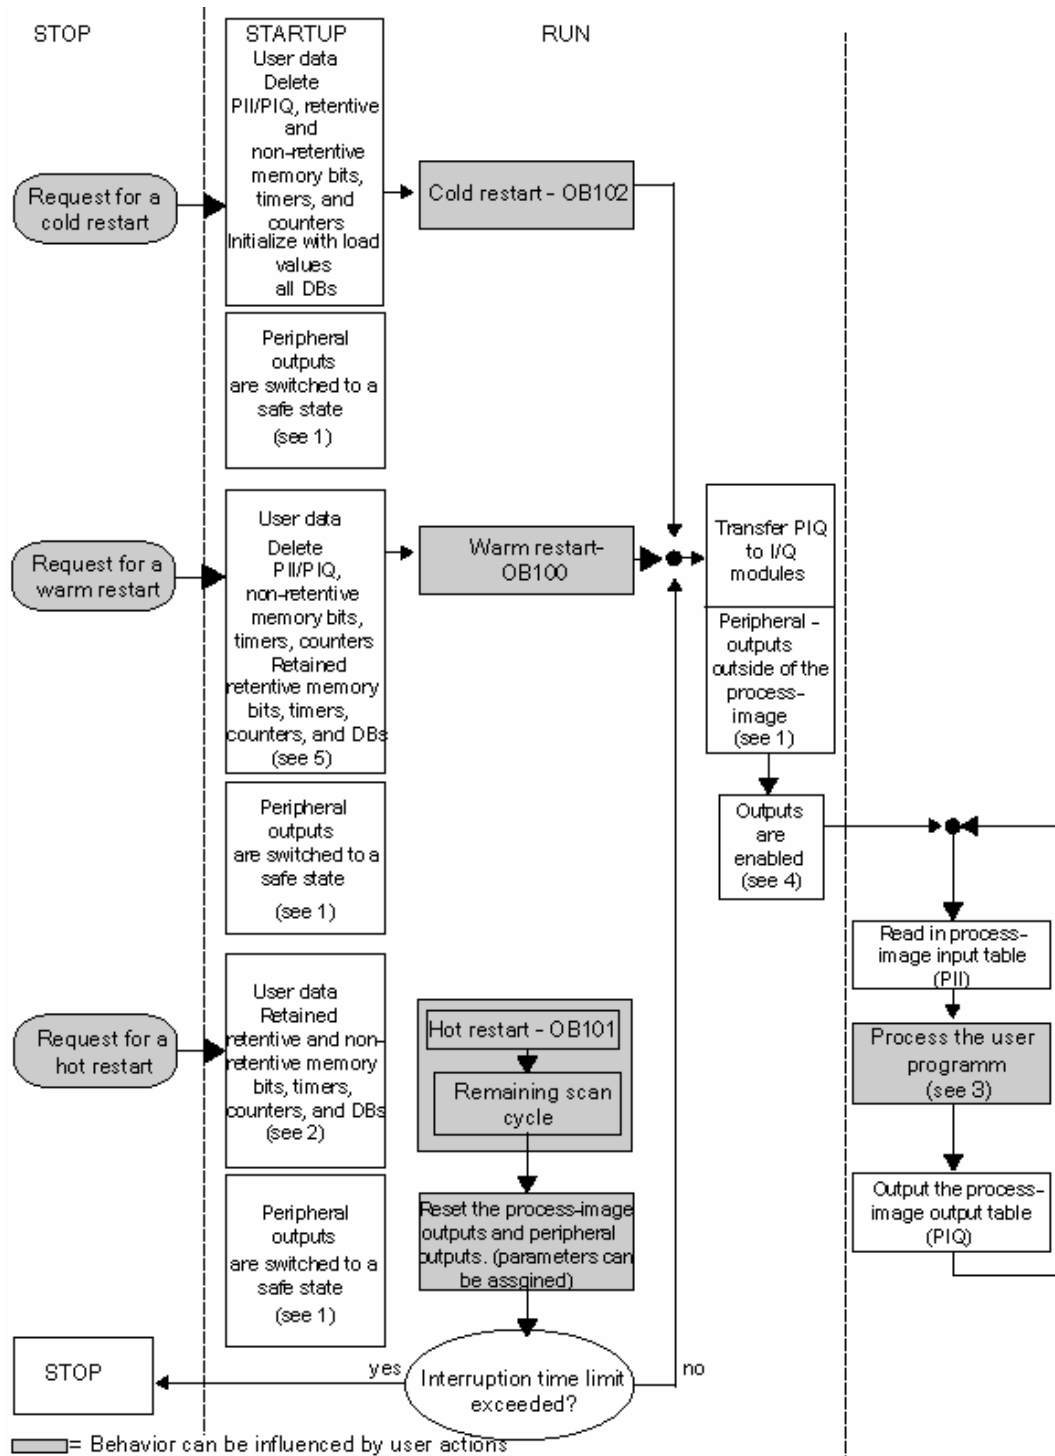 STOP
STARTUP
RUN
User data
Delete
PII/PIQ, retentive
and
non-retentive
memory bits,
timers, and
counters
Initialize with load
values
all DBs
Request for a
cold restart
Cold restart - OB102
Peripheral
outputs
are switched to a
safe state
(see 1)
User data
Delete
PII/PIQ,
non-retentive
memory bits,
timers, counters
Retained
retentive memory
bits, timers,
counters, and DBs
(see 5)
Request for a
warm restart
Warm restart-
OB100
Transfer PIQ
to I/Q
modules
Peripheral -
outputs
outside of the
process-
image
(see 1)
Peripheral
outputs
are switched to a
safe state
(see 1)
Outputs
are
enabled
(see 4)
Read in process-
image input table
(PII)
User data
Retained
retentive and non-
retentive memory
bits, timers,
counters, and DBs
(see 2)
Request for a
hot restart
Hot restart - OB101
Remaining scan
cycle
Process the user
programm
(see 3)
Peripheral
outputs
are switched to a
safe state
(see 1)
Reset the process-image
outputs and peripheral
outputs. (parameters can
be assgined)
Output the process-
image output table
(PIQ)
STOP
yes
Interruption time limit
exceeded?
no
= Behavior can be influenced by user actions